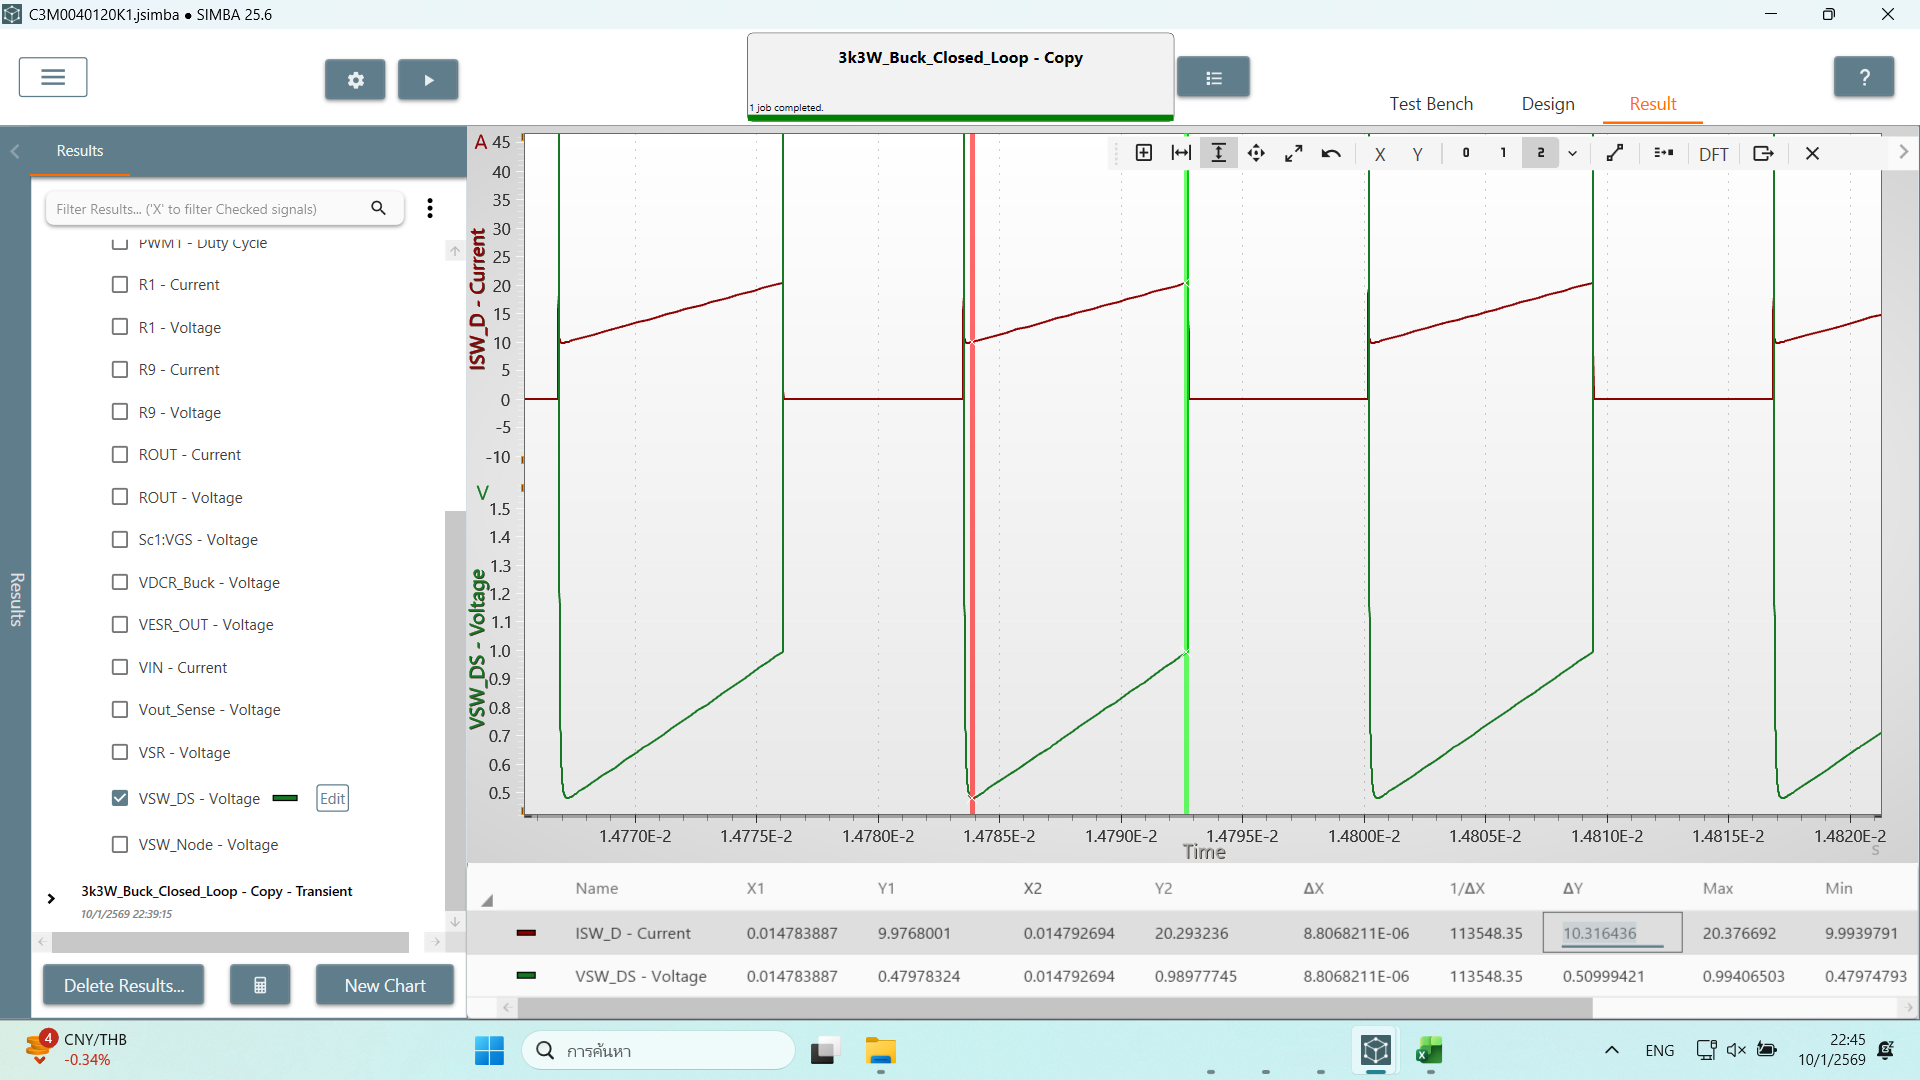 C3M0040120K1.jsimba ● SIMBA 25.6
3k3W_Buck_Closed_Loop - Copy
1 job completed.
?
Test Bench Design Result
Results
Filter Results... ('X' to filter Checked signals)
PWM1 - Duty Cycle
R1 - Current
R1 - Voltage
R9 - Current
R9 - Voltage
ROUT - Current
ROUT - Voltage
Sc1:VGS - Voltage
VDCR_Buck - Voltage
VESR_OUT - Voltage
VIN - Current
Vout_Sense - Voltage
VSR - Voltage
VSW_DS - Voltage Edit
VSW_Node - Voltage
3k3W_Buck_Closed_Loop - Copy - Transient
10/1/2569 22:39:15
Delete Results... New Chart
Results
X Y 0 1 2 DFT
A
45
40
35
30
25
20
15
10
5
0
-5
-10
ISW_D - Current
V
1.5
1.4
1.3
1.2
1.1
1.0
0.9
0.8
0.7
0.6
0.5
VSW_DS - Voltage
1.4770E-2 1.4775E-2 1.4780E-2 1.4785E-2 1.4790E-2 1.4795E-2 1.4800E-2 1.4805E-2 1.4810E-2 1.4815E-2 1.4820E-2
Time
s
Name X1 Y1 X2 Y2 ΔX 1/ΔX ΔY Max Min
ISW_D - Current 0.014783887 9.9768001 0.014792694 20.293236 8.8068211E-06 113548.35 10.316436 20.376692 9.9939791
VSW_DS - Voltage 0.014783887 0.47978324 0.014792694 0.98977745 8.8068211E-06 113548.35 0.50999421 0.99406503 0.47974793
4
CNY/THB
-0.34%
การค้นหา
ENG
22:45
10/1/2569